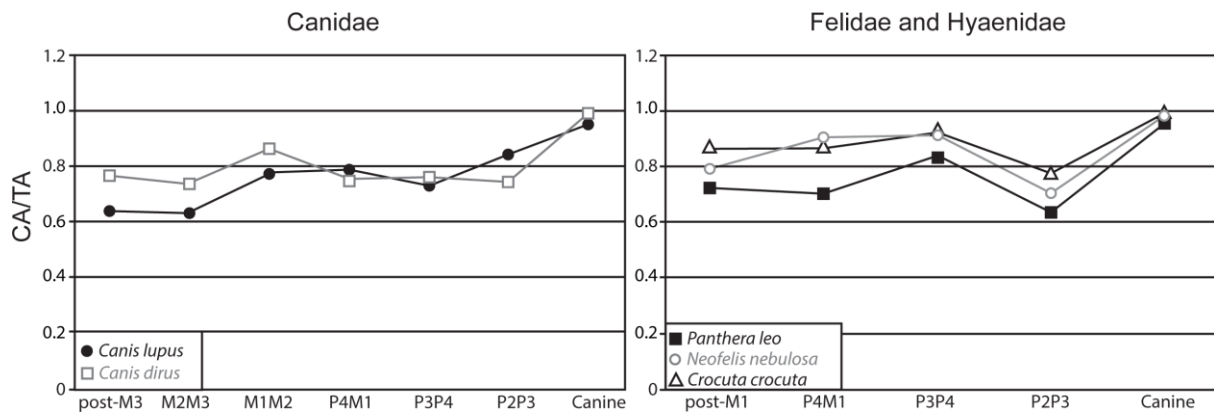 Canidae
Felidae and Hyaenidae
CA/TA
1.2
1.0
0.8
0.6
0.4
0.2
0
Canis lupus
Canis dirus
post-M3 M2M3 M1M2 P4M1 P3P4 P2P3 Canine
1.2
1.0
0.8
0.6
0.4
0.2
0
Panthera leo
Neofelis nebulosa
Crocuta crocuta
post-M1 P4M1 P3P4 P2P3 Canine